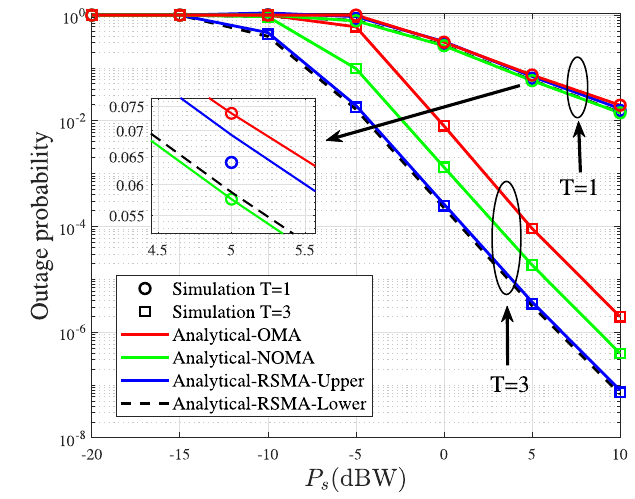 10^0
10^-2
10^-4
10^-6
10^-8
Outage probability
0.075
0.07
0.065
0.06
0.055
4.5
5
5.5
T=1
T=3
Simulation T=1
Simulation T=3
Analytical-OMA
Analytical-NOMA
Analytical-RSMA-Upper
Analytical-RSMA-Lower
-20
-15
-10
-5
0
5
10
P_s(dBW)